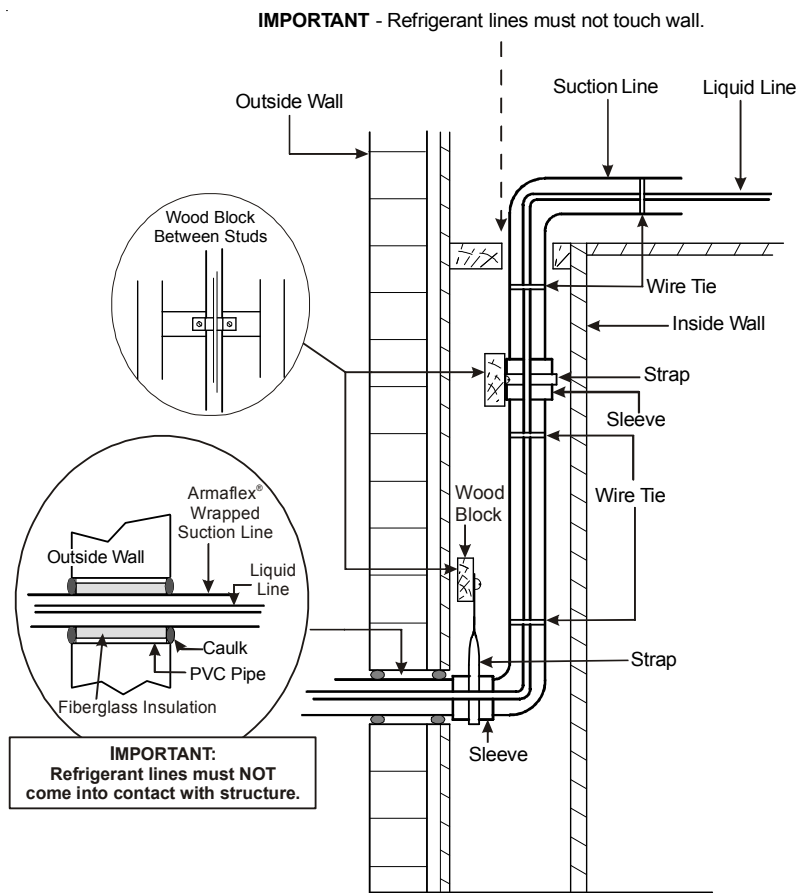 IMPORTANT - Refrigerant lines must not touch wall.
Suction Line
Liquid Line
Outside Wall
Wood Block
Between Studs
Wire Tie
Inside Wall
Strap
Sleeve
Wood
Block
Wire Tie
Armaflex®
Wrapped
Suction Line
Outside Wall
Liquid
Line
Caulk
PVC Pipe
Fiberglass Insulation
Strap
Sleeve
IMPORTANT:
Refrigerant lines must NOT
come into contact with structure.